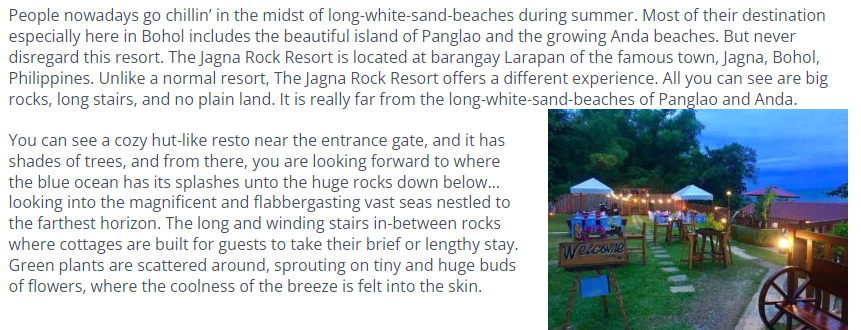 People nowadays go chillin’ in the midst of long-white-sand-beaches during summer. Most of their destination
especially here in Bohol includes the beautiful island of Panglao and the growing Anda beaches. But never
disregard this resort. The Jagna Rock Resort is located at barangay Larapan of the famous town, Jagna, Bohol,
Philippines. Unlike a normal resort, The Jagna Rock Resort offers a different experience. All you can see are big
rocks, long stairs, and no plain land. It is really far from the long-white-sand-beaches of Panglao and Anda.
You can see a cozy hut-like resto near the entrance gate, and it has
shades of trees, and from there, you are looking forward to where
the blue ocean has its splashes unto the huge rocks down below...
looking into the magnificent and flabbergasting vast seas nestled to
the farthest horizon. The long and winding stairs in-between rocks
where cottages are built for guests to take their brief or lengthy stay.
Green plants are scattered around, sprouting on tiny and huge buds
of flowers, where the coolness of the breeze is felt into the skin.
Welcome